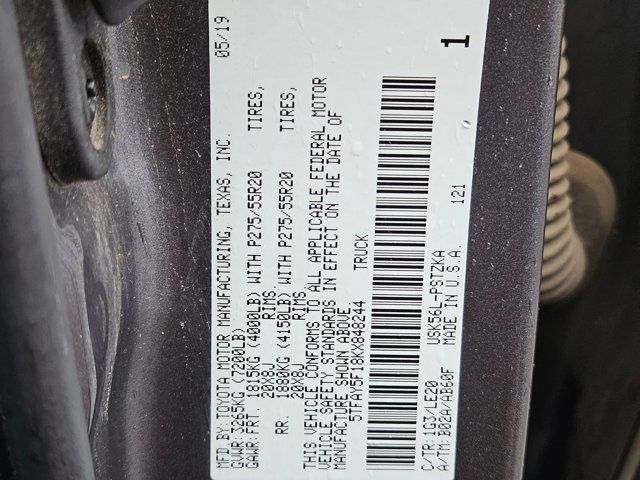 MFD.BY: TOYOTA MOTOR MANUFACTURING, TEXAS, INC. 05/19
GVWR: 3265KG (7200LB)
GAWR: FRT. 1815KG (4000LB) WITH P275/55R20 TIRES,
20X8J RIMS,
RR. 1880KG (4150LB) WITH P275/55R20 TIRES,
20X8J RIMS.
THIS VEHICLE CONFORMS TO ALL APPLICABLE FEDERAL MOTOR
VEHICLE SAFETY STANDARDS IN EFFECT ON THE DATE OF
MANUFACTURE SHOWN ABOVE.
5TFAY5F18KX848244 TRUCK
C/TR: 1G3/LE20 USK56L-PSTZKA 121
A/TM: B02A/AB60F MADE IN U.S.A. 1